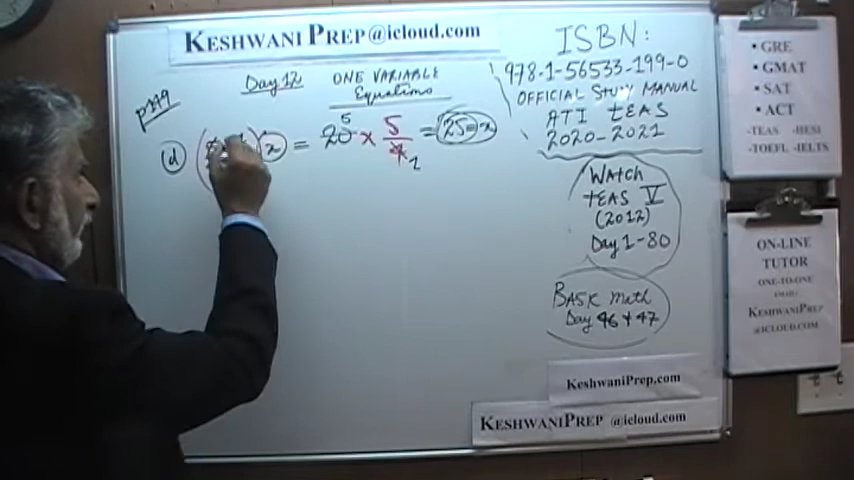 KESHWANI PREP@icloud.com
Day 12 ONE VARIABLE
Equations
(d) x = 20 5 × 5/4 = 25 = x
ISBN:
978-1-56533-199-0
OFFICIAL STUDY MANUAL
ATI TEAS
2020-2021
WATCH
TEAS V
(2012)
Day 1-80
BASIC Math
Day 46 + 47
KeshwaniPrep.com
KESHWANIPREP @icloud.com
• GRE
• GMAT
• SAT
• ACT
-TEAS -HESI
-TOEFL -IELTS
ON-LINE
TUTOR
ONE-TO-ONE
KESHWANIPREP
@ICLOUD.COM